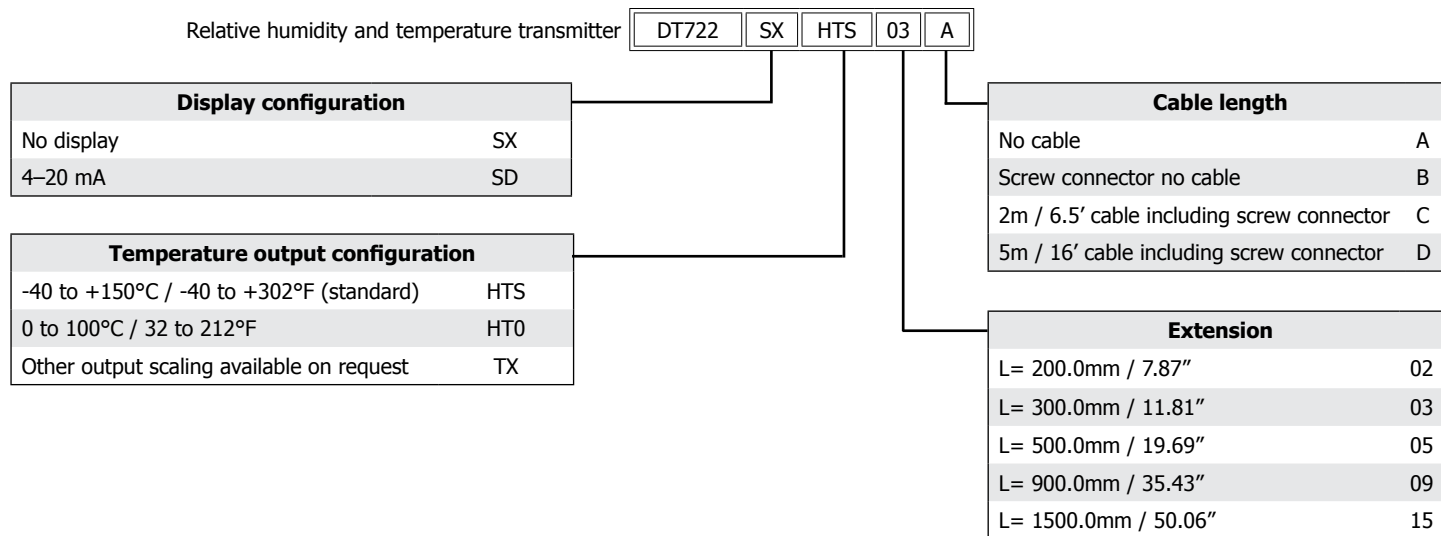 Relative humidity and temperature transmitter DT722 SX HTS 03 A
Display configuration
No display SX
4–20 mA SD
Temperature output configuration
-40 to +150°C / -40 to +302°F (standard) HTS
0 to 100°C / 32 to 212°F HT0
Other output scaling available on request TX
Cable length
No cable A
Screw connector no cable B
2m / 6.5′ cable including screw connector C
5m / 16′ cable including screw connector D
Extension
L= 200.0mm / 7.87″ 02
L= 300.0mm / 11.81″ 03
L= 500.0mm / 19.69″ 05
L= 900.0mm / 35.43″ 09
L= 1500.0mm / 50.06″ 15